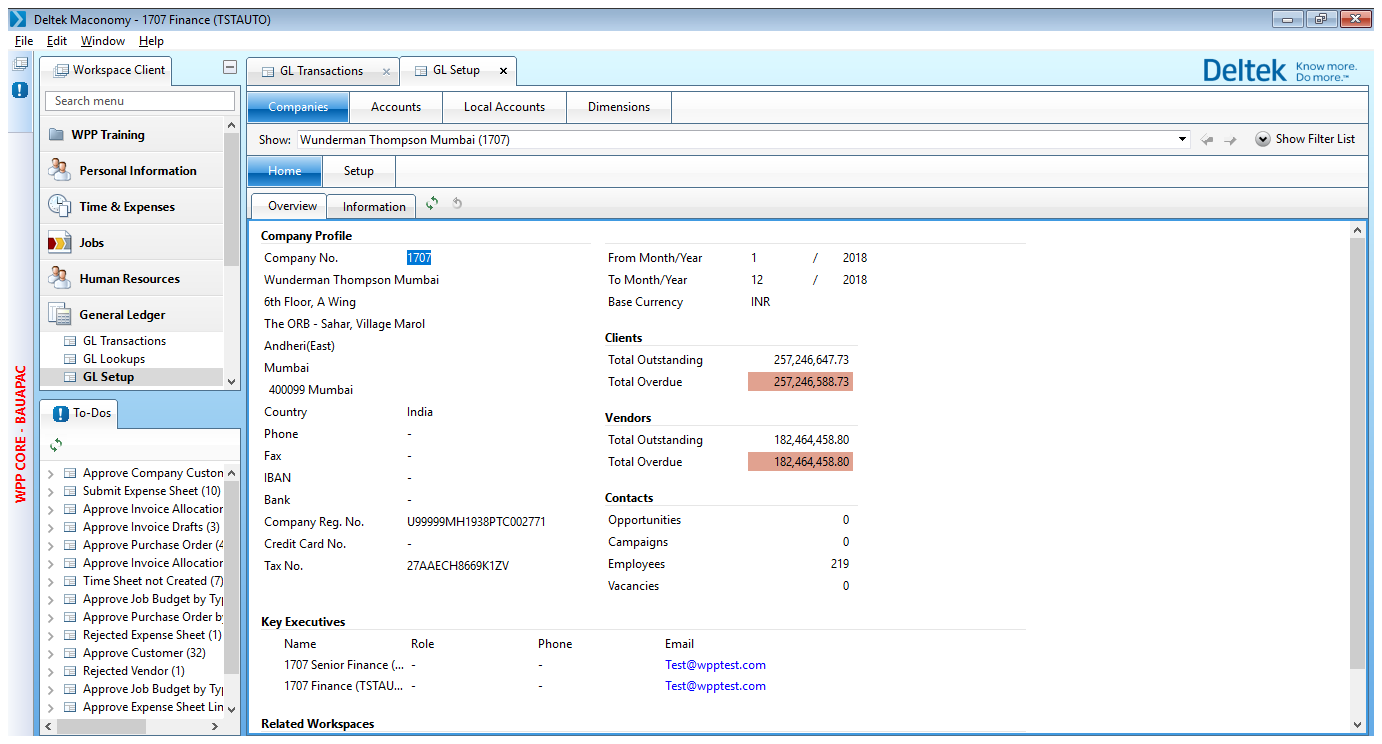 Deltek Maconomy - 1707 Finance (TSTAUTO)
File Edit Window Help
Workspace Client
Search menu
WPP Training
Personal Information
Time & Expenses
Jobs
Human Resources
General Ledger
GL Transactions
GL Lookups
GL Setup
WPP CORE - BAUAPAC
To-Dos
Approve Company Custon
Submit Expense Sheet (10)
Approve Invoice Allocation
Approve Invoice Drafts (3)
Approve Purchase Order (4
Approve Invoice Allocation
Time Sheet not Created (7)
Approve Job Budget by Typ
Approve Purchase Order by
Rejected Expense Sheet (1)
Approve Customer (32)
Rejected Vendor (1)
Approve Job Budget by Typ
Approve Expense Sheet Lin
GL Transactions GL Setup
Deltek Know more. Do more.™
Companies Accounts Local Accounts Dimensions
Show: Wunderman Thompson Mumbai (1707) Show Filter List
Home Setup
Overview Information
Company Profile
Company No. 1707
Wunderman Thompson Mumbai
6th Floor, A Wing
The ORB - Sahar, Village Marol
Andheri(East)
Mumbai
400099 Mumbai
Country India
Phone -
Fax -
IBAN -
Bank -
Company Reg. No. U99999MH1938PTC002771
Credit Card No. -
Tax No. 27AAECH8669K1ZV
From Month/Year 1 / 2018
To Month/Year 12 / 2018
Base Currency INR
Clients
Total Outstanding 257,246,647.73
Total Overdue 257,246,588.73
Vendors
Total Outstanding 182,464,458.80
Total Overdue 182,464,458.80
Contacts
Opportunities 0
Campaigns 0
Employees 219
Vacancies 0
Key Executives
Name Role Phone Email
1707 Senior Finance (... - - Test@wpptest.com
1707 Finance (TSTAU... - - Test@wpptest.com
Related Workspaces